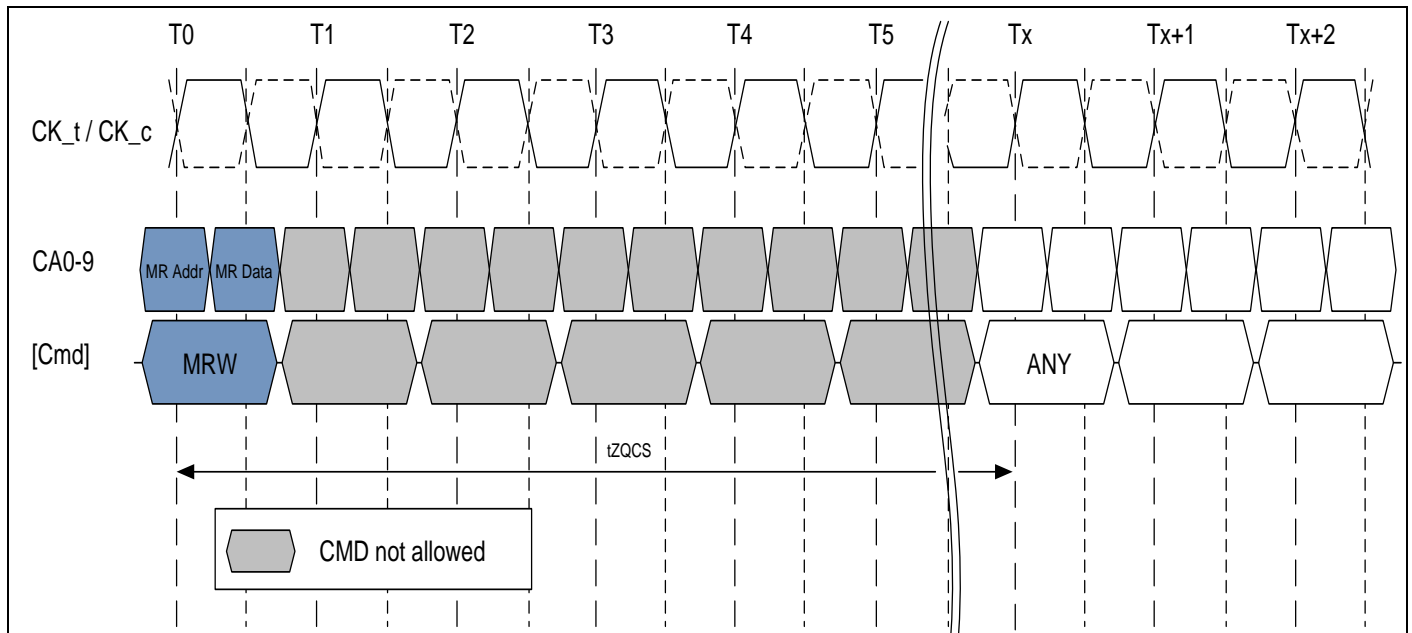 T0 T1 T2 T3 T4 T5 Tx Tx+1 Tx+2
CK_t / CK_c
CA0-9 MR Addr MR Data
[Cmd] MRW ANY
tZQCS
CMD not allowed